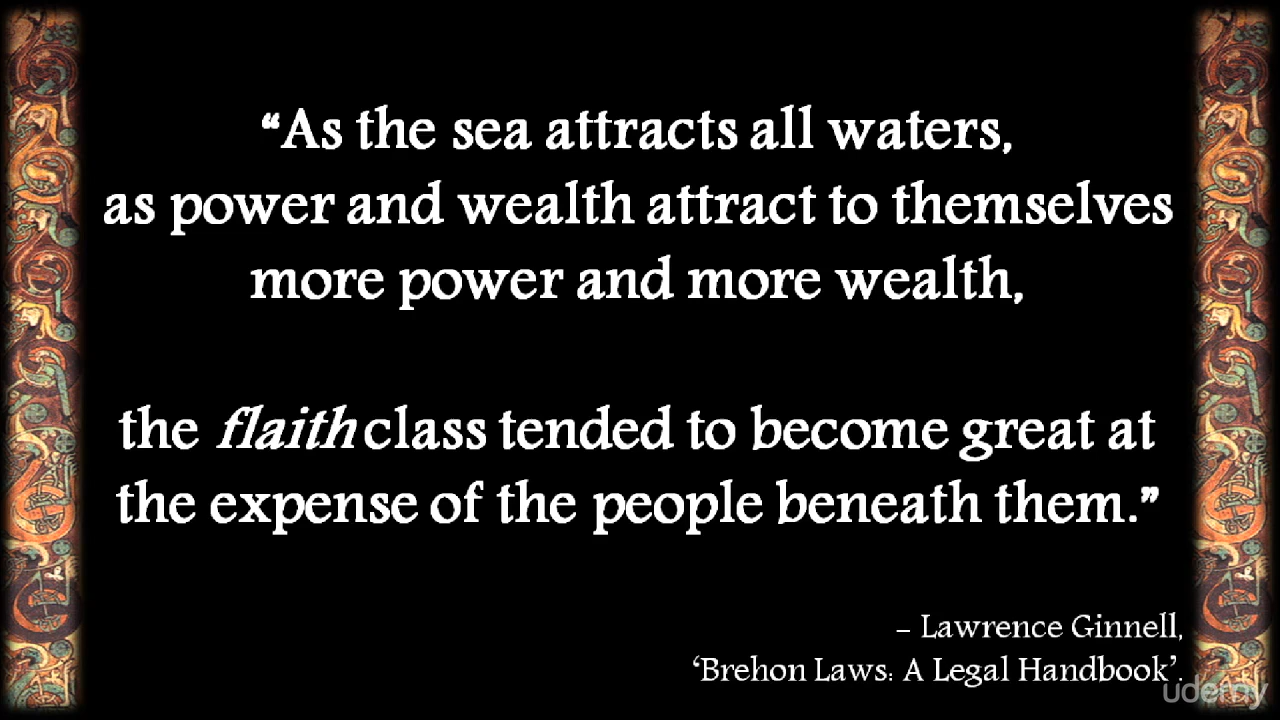 “As the sea attracts all waters,
as power and wealth attract to themselves
more power and more wealth,
the flaith class tended to become great at
the expense of the people beneath them.”
– Lawrence Ginnell,
‘Brehon Laws: A Legal Handbook’.
udemy